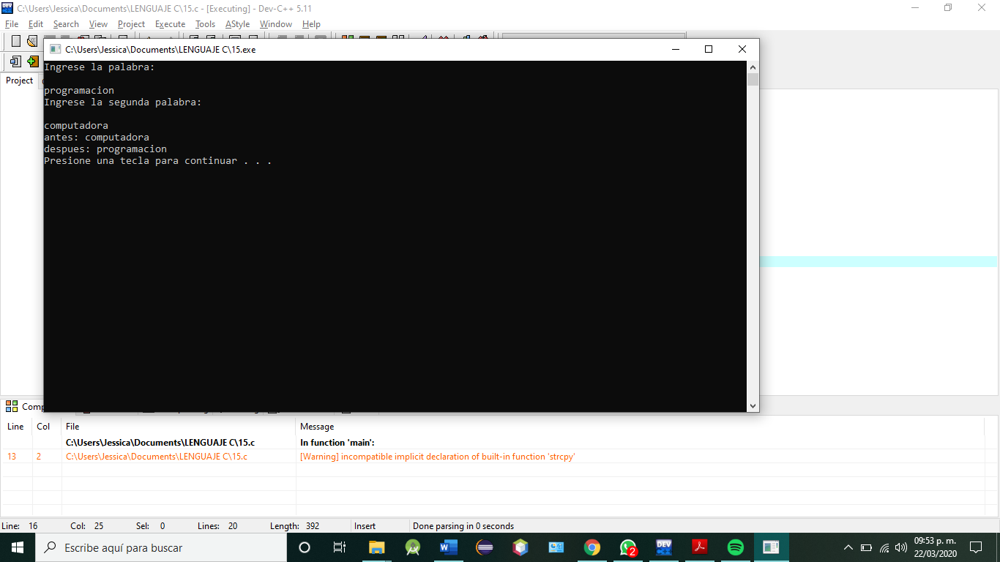 C:\Users\Jessica\Documents\LENGUAJE C\15.c - [Executing] - Dev-C++ 5.11
File Edit Search View Project Execute Tools AStyle Window Help
C:\Users\Jessica\Documents\LENGUAJE C\15.exe
Project
Ingrese la palabra:
programacion
Ingrese la segunda palabra:
computadora
antes: computadora
despues: programacion
Presione una tecla para continuar . . .
Line Col File Message
C:\Users\Jessica\Documents\LENGUAJE C\15.c In function 'main':
13 2 C:\Users\Jessica\Documents\LENGUAJE C\15.c [Warning] incompatible implicit declaration of built-in function 'strcpy'
Line: 16 Col: 25 Sel: 0 Lines: 20 Length: 392 Insert Done parsing in 0 seconds
Escribe aquí para buscar
2
DEV
09:53 p. m.
22/03/2020